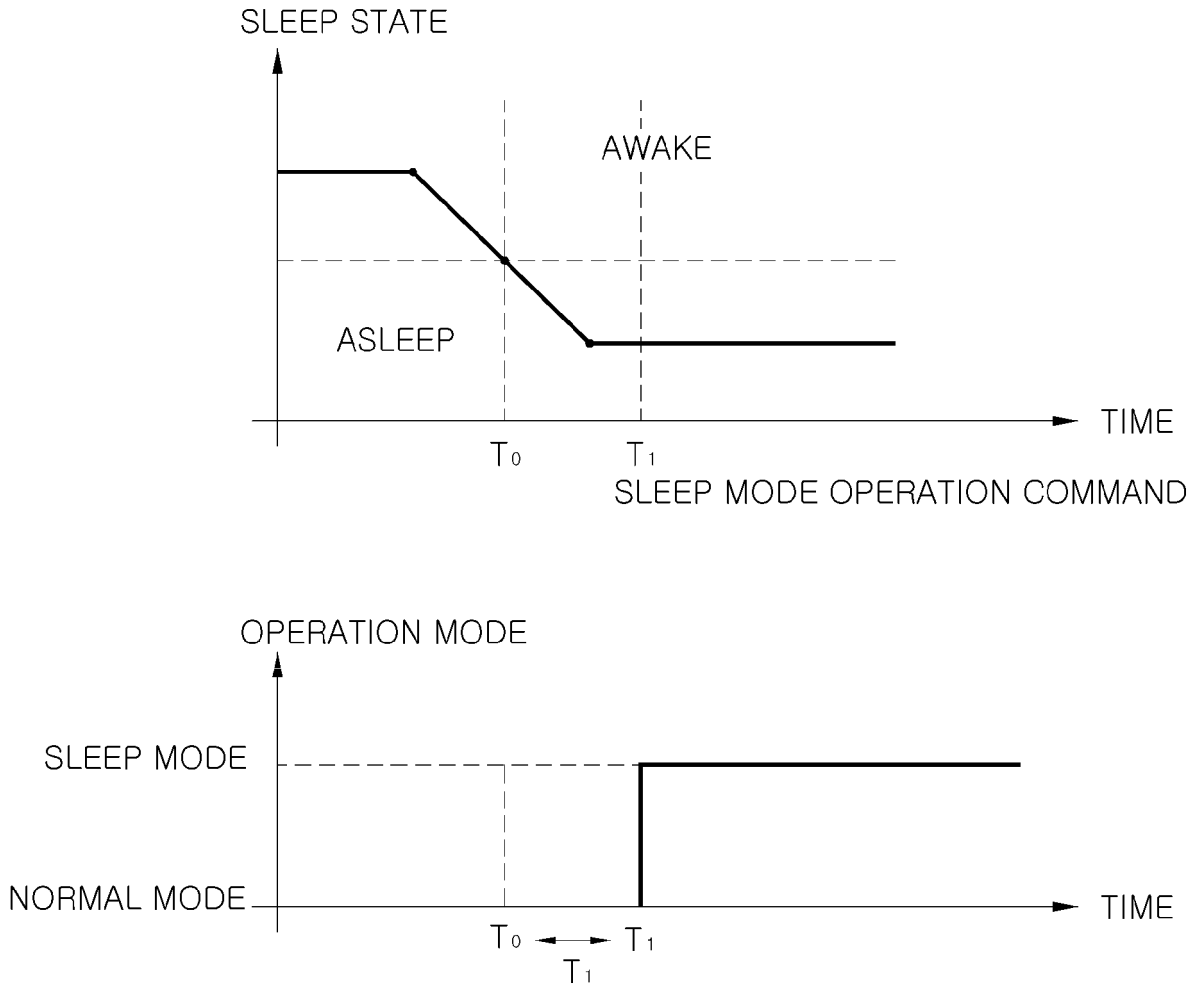 SLEEP STATE
AWAKE
ASLEEP
TIME
T0 T1
SLEEP MODE OPERATION COMMAND
OPERATION MODE
SLEEP MODE
NORMAL MODE
TIME
T0 T1
T1